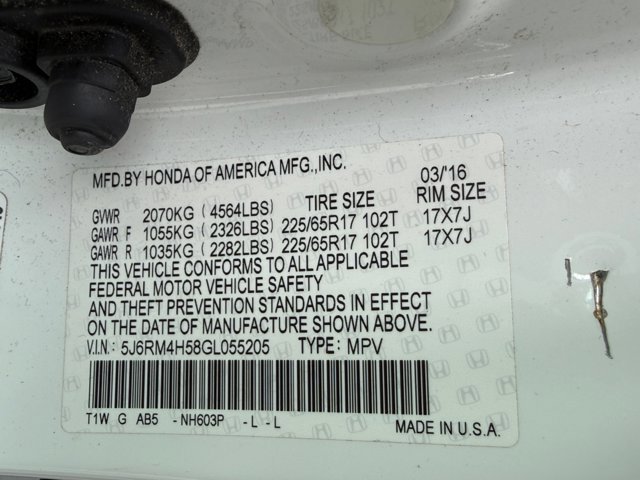 MFD.BY HONDA OF AMERICA MFG.,INC. 03/'16
GVWR 2070KG (4564LBS) TIRE SIZE RIM SIZE
GAWR F 1055KG (2326LBS) 225/65R17 102T 17X7J
GAWR R 1035KG (2282LBS) 225/65R17 102T 17X7J
THIS VEHICLE CONFORMS TO ALL APPLICABLE
FEDERAL MOTOR VEHICLE SAFETY
AND THEFT PREVENTION STANDARDS IN EFFECT
ON THE DATE OF MANUFACTURE SHOWN ABOVE.
V.I.N: 5J6RM4H58GL055205 TYPE: MPV
T1W G AB5 -NH603P -L -L MADE IN U.S.A.